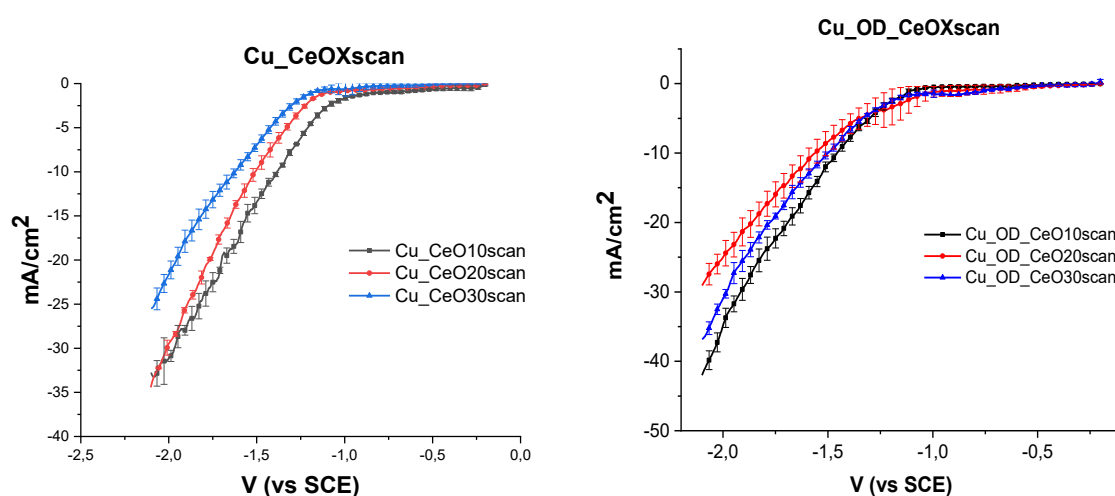 Cu_CeOXscan
0
-5
-10
-15
-20
-25
-30
-35
-40
-2,5
-2,0
-1,5
-1,0
-0,5
0,0
mA/cm2
V (vs SCE)
Cu_CeO10scan
Cu_CeO20scan
Cu_CeO30scan
Cu_OD_CeOXscan
0
-10
-20
-30
-40
-50
-2,0
-1,5
-1,0
-0,5
mA/cm2
V (vs SCE)
Cu_OD_CeO10scan
Cu_OD_CeO20scan
Cu_OD_CeO30scan